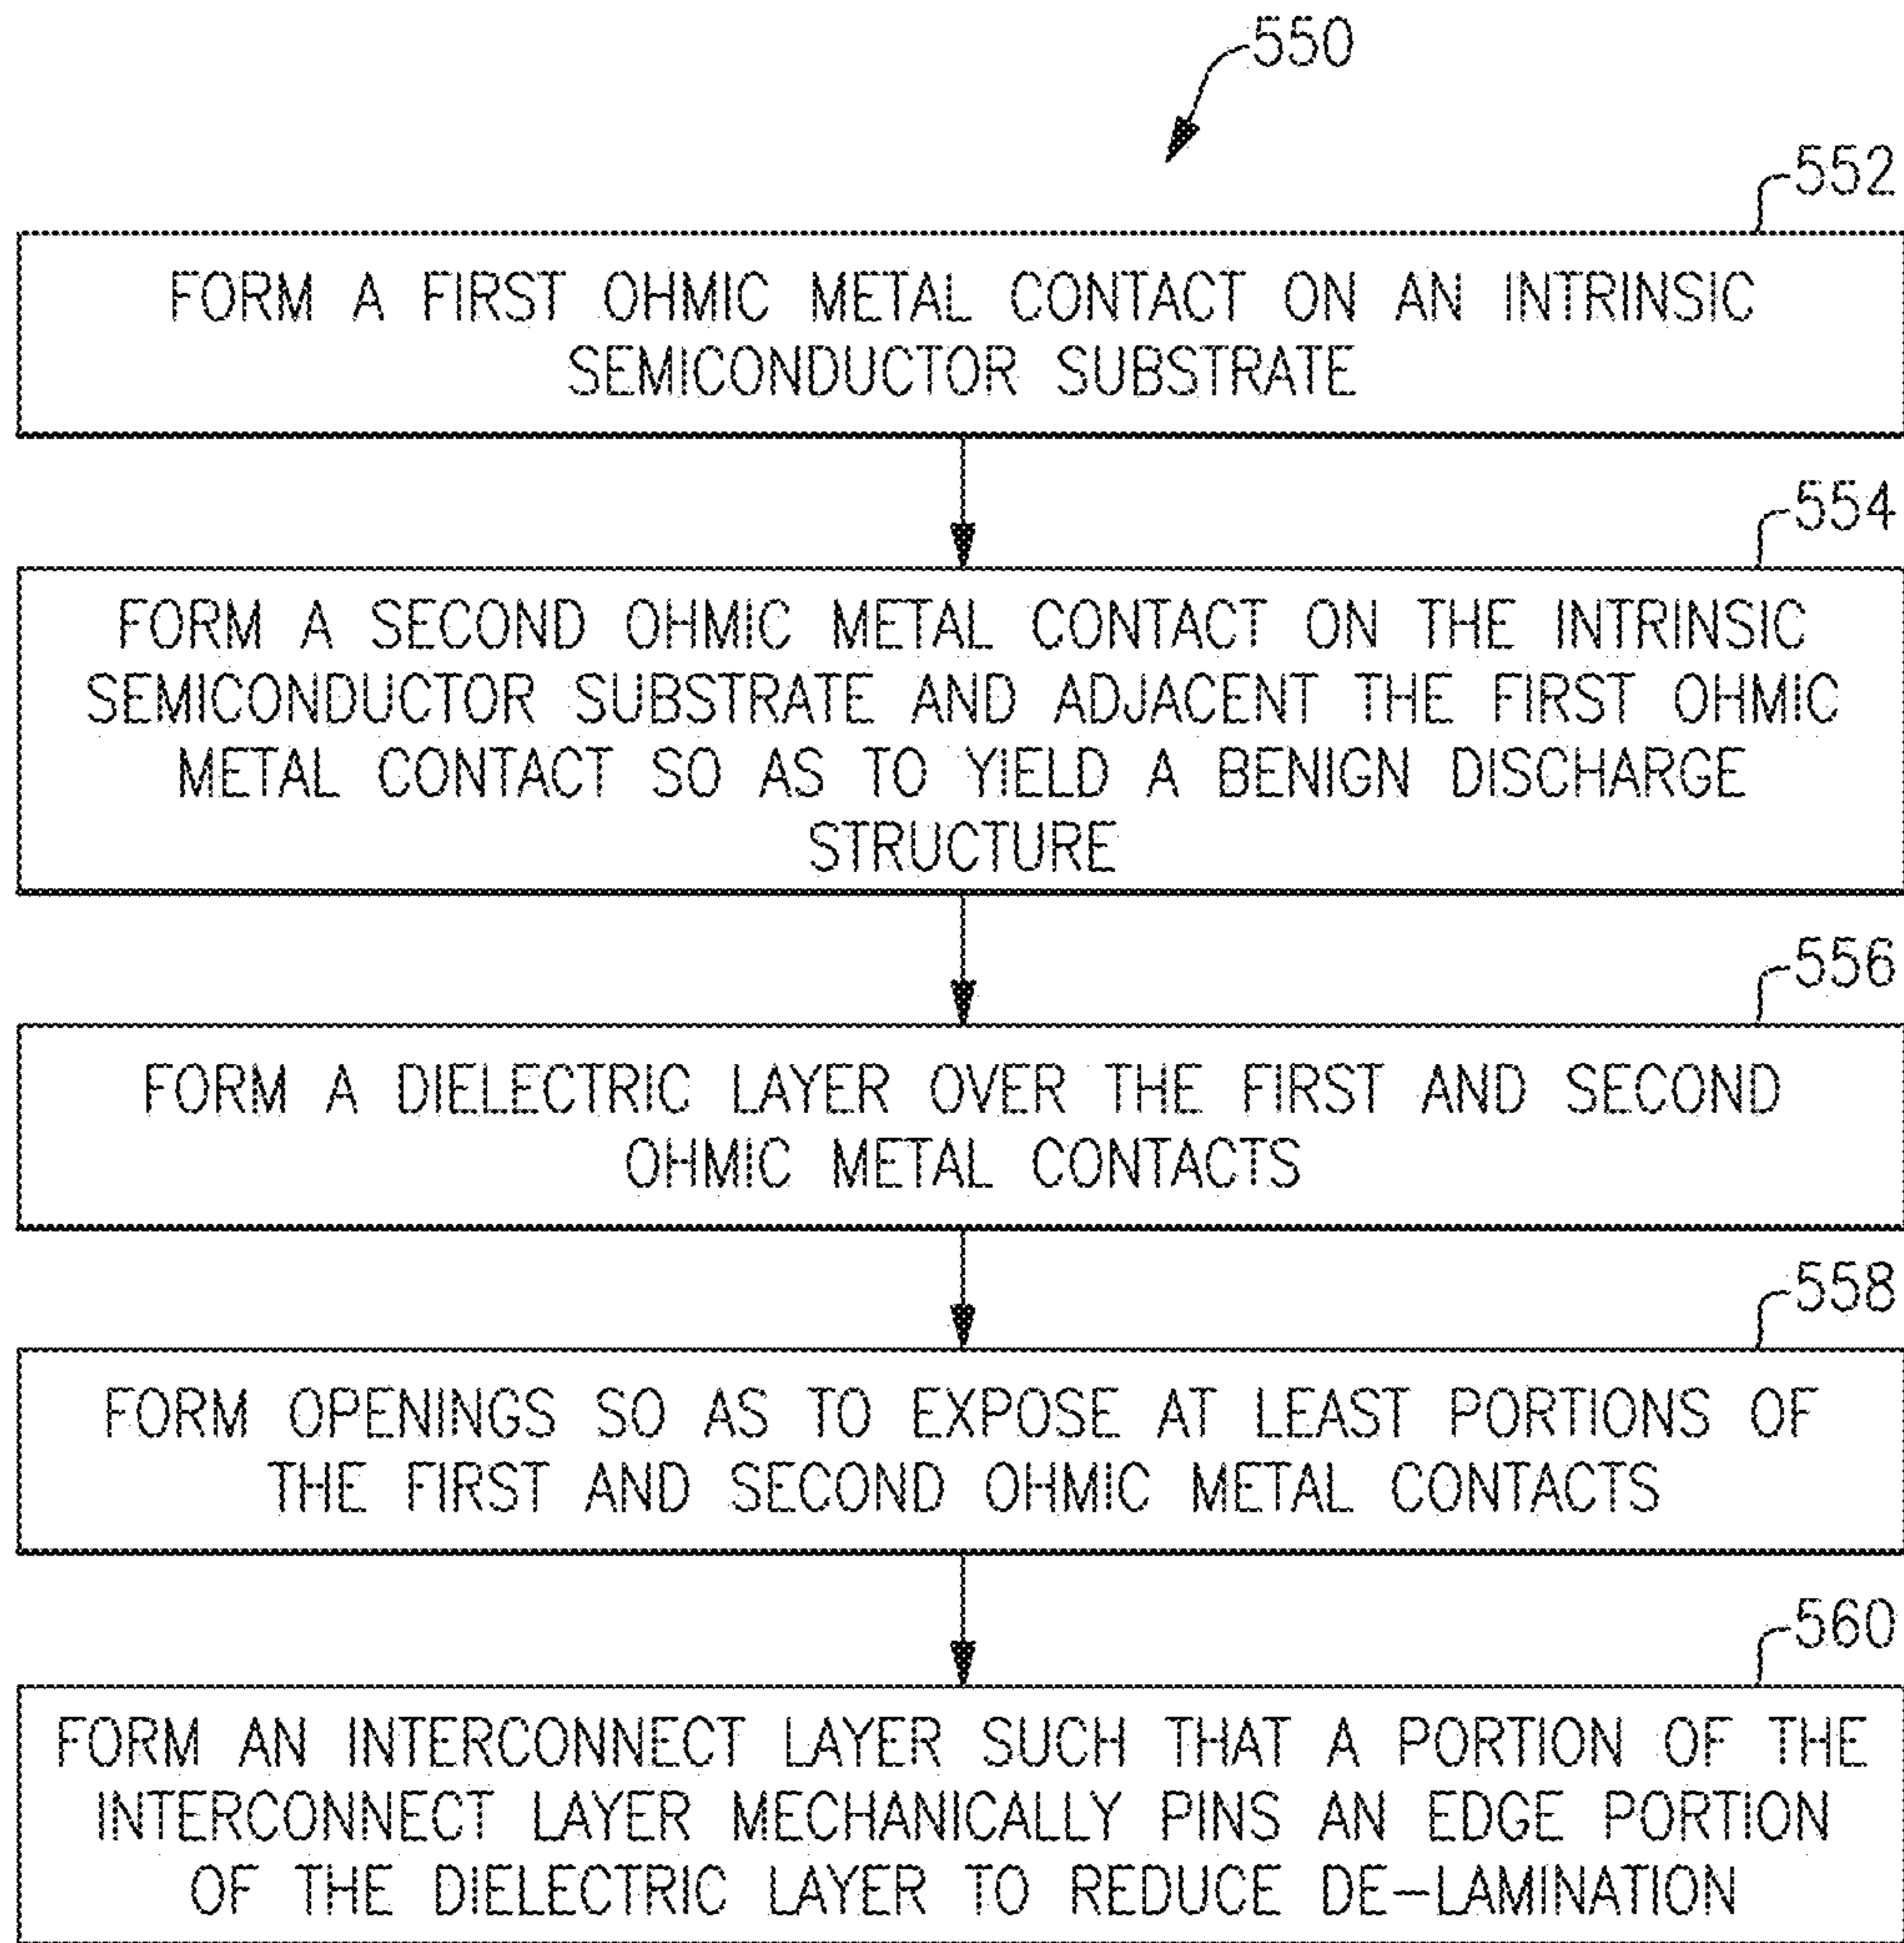 550
552
FORM A FIRST OHMIC METAL CONTACT ON AN INTRINSIC
SEMICONDUCTOR SUBSTRATE
554
FORM A SECOND OHMIC METAL CONTACT ON THE INTRINSIC
SEMICONDUCTOR SUBSTRATE AND ADJACENT THE FIRST OHMIC
METAL CONTACT SO AS TO YIELD A BENIGN DISCHARGE
STRUCTURE
556
FORM A DIELECTRIC LAYER OVER THE FIRST AND SECOND
OHMIC METAL CONTACTS
558
FORM OPENINGS SO AS TO EXPOSE AT LEAST PORTIONS OF
THE FIRST AND SECOND OHMIC METAL CONTACTS
560
FORM AN INTERCONNECT LAYER SUCH THAT A PORTION OF THE
INTERCONNECT LAYER MECHANICALLY PINS AN EDGE PORTION
OF THE DIELECTRIC LAYER TO REDUCE DE-LAMINATION